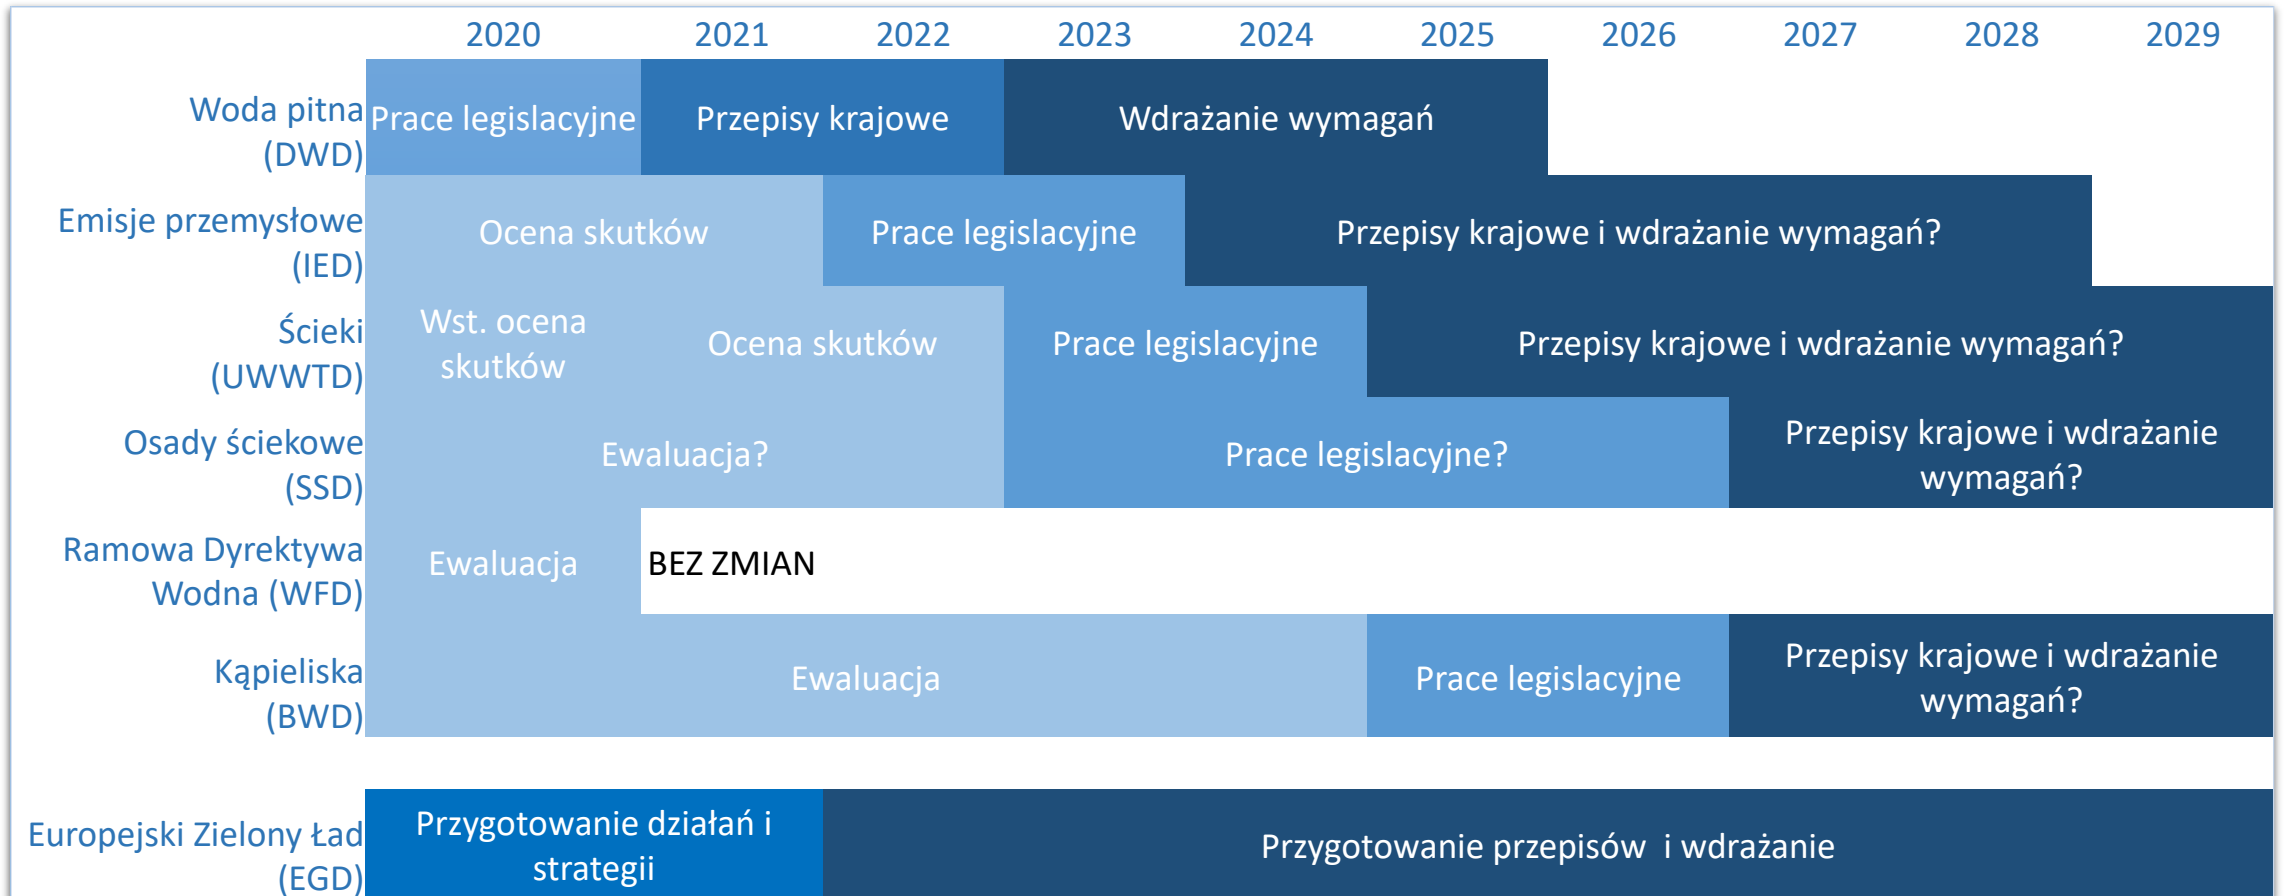 2020 2021 2022 2023 2024 2025 2026 2027 2028 2029
Woda pitna
(DWD)
Prace legislacyjne
Przepisy krajowe
Wdrażanie wymagań
Emisje przemysłowe
(IED)
Ocena skutków
Prace legislacyjne
Przepisy krajowe i wdrażanie wymagań?
Ścieki
(UWWTD)
Wst. ocena
skutków
Ocena skutków
Prace legislacyjne
Przepisy krajowe i wdrażanie wymagań?
Osady ściekowe
(SSD)
Ewaluacja?
Prace legislacyjne?
Przepisy krajowe i wdrażanie
wymagań?
Ramowa Dyrektywa
Wodna (WFD)
Ewaluacja
BEZ ZMIAN
Kąpieliska
(BWD)
Ewaluacja
Prace legislacyjne
Przepisy krajowe i wdrażanie
wymagań?
Europejski Zielony Ład
(EGD)
Przygotowanie działań i
strategii
Przygotowanie przepisów i wdrażanie